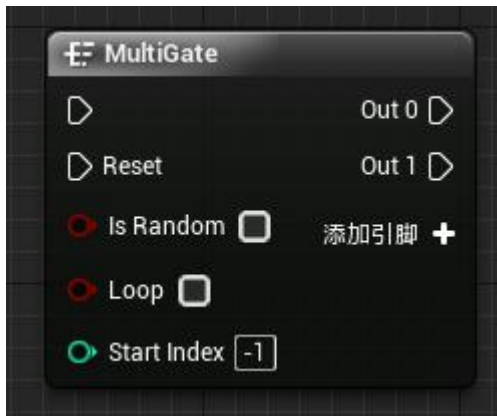 MultiGate
Out 0
Reset
Out 1
Is Random
添加引脚
Loop
Start Index -1